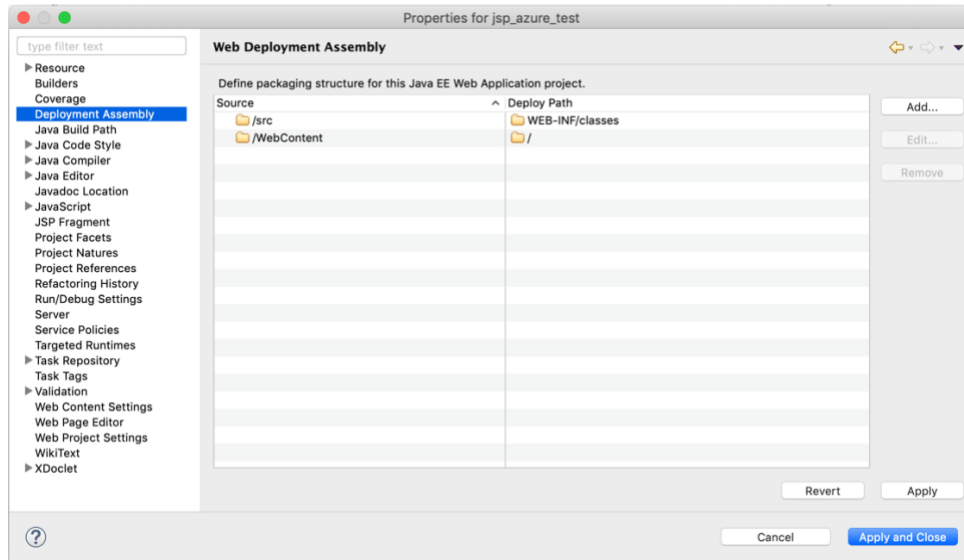 Properties for jsp_azure_test
type filter text
Resource
Builders
Coverage
Deployment Assembly
Java Build Path
Java Code Style
Java Compiler
Java Editor
Javadoc Location
JavaScript
JSP Fragment
Project Facets
Project Natures
Project References
Refactoring History
Run/Debug Settings
Server
Service Policies
Targeted Runtimes
Task Repository
Task Tags
Validation
Web Content Settings
Web Page Editor
Web Project Settings
WikiText
XDoclet
Web Deployment Assembly
Define packaging structure for this Java EE Web Application project.
Source Deploy Path
/src WEB-INF/classes
/WebContent /
Add...
Edit...
Remove
Revert Apply
? Cancel Apply and Close